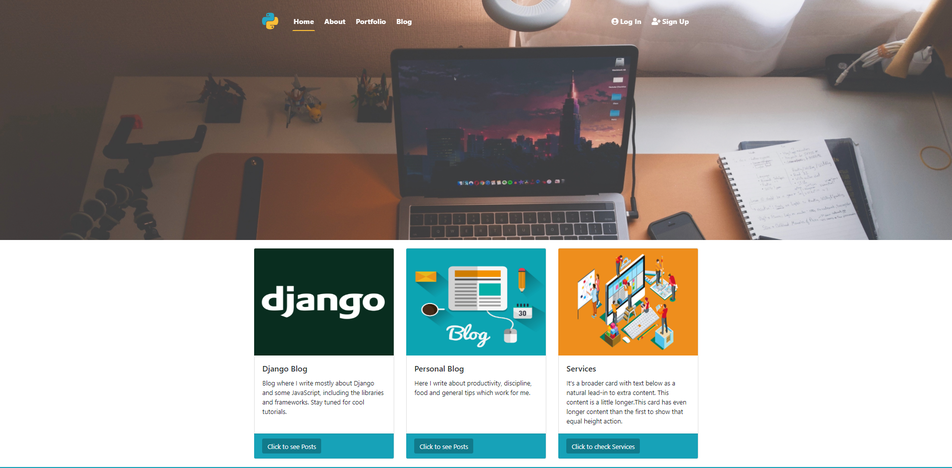 Home About Portfolio Blog Log In Sign Up
django
Blog
30
Django Blog
Blog where I write mostly about Django
and some JavaScript, including the libraries
and frameworks. Stay tuned for cool
tutorials.
Click to see Posts
Personal Blog
Here I write about productivity, discipline,
food and general tips which work for me.
Click to see Posts
Services
It's a broader card with text below as a
natural lead-in to extra content. This
content is a little longer.This card has even
longer content than the first to show that
equal height action.
Click to check Services